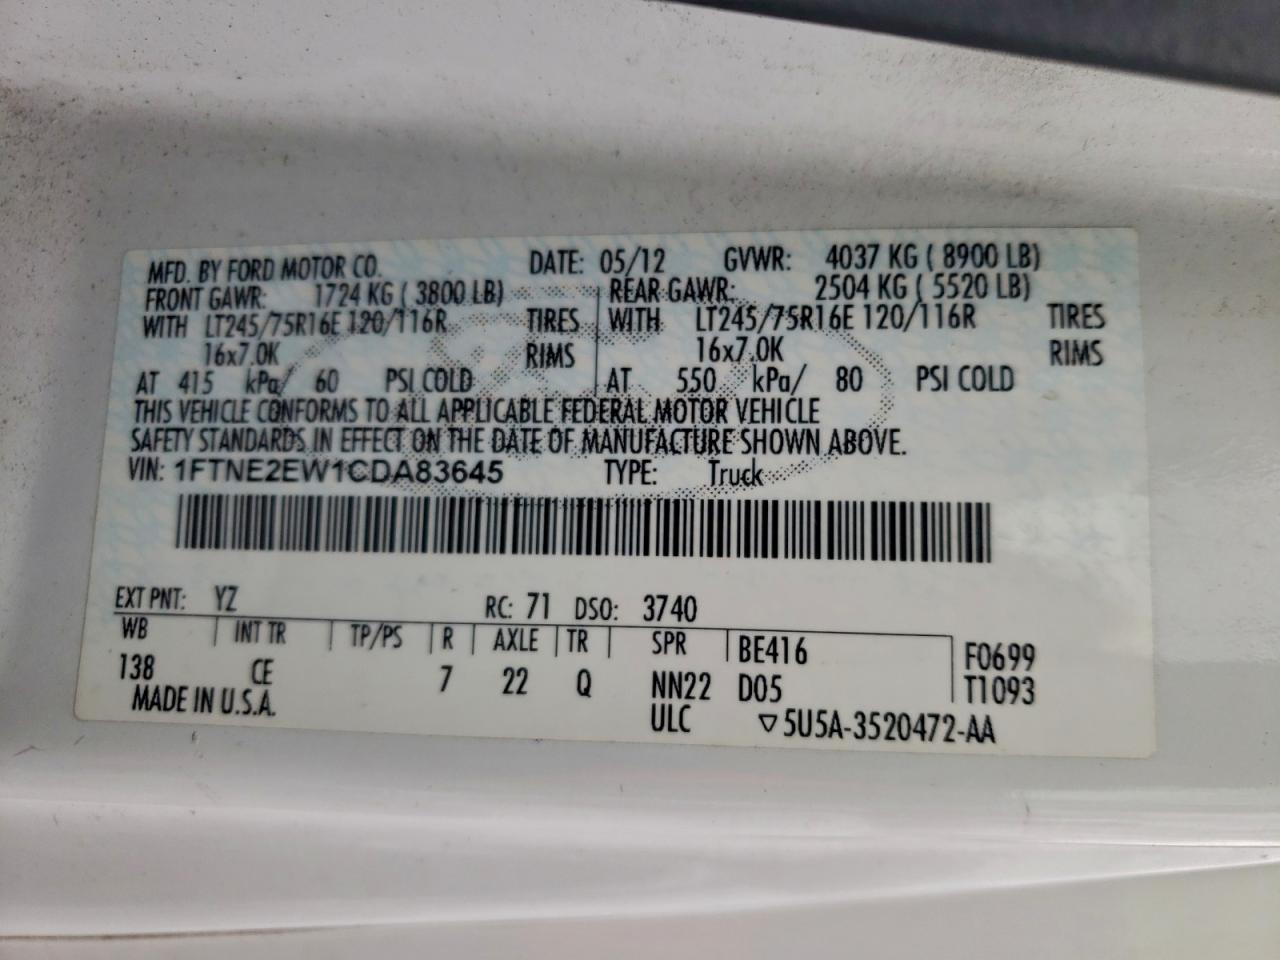 MFD. BY FORD MOTOR CO. DATE: 05/12 GVWR: 4037 KG ( 8900 LB)
FRONT GAWR: 1724 KG ( 3800 LB) REAR GAWR: 2504 KG ( 5520 LB)
WITH LT245/75R16E 120/116R TIRES WITH LT245/75R16E 120/116R TIRES
16x7.0K RIMS 16x7.0K RIMS
AT 415 kPa/ 60 PSI COLD AT 550 kPa/ 80 PSI COLD
THIS VEHICLE CONFORMS TO ALL APPLICABLE FEDERAL MOTOR VEHICLE
SAFETY STANDARDS IN EFFECT ON THE DATE OF MANUFACTURE SHOWN ABOVE.
VIN: 1FTNE2EW1CDA83645 TYPE: Truck
EXT PNT: YZ RC: 71 DSO: 3740
WB INT TR TP/PS R AXLE TR SPR BE416 F0699
138 CE 7 22 Q NN22 D05 T1093
MADE IN U.S.A. ULC ▽5U5A-3520472-AA